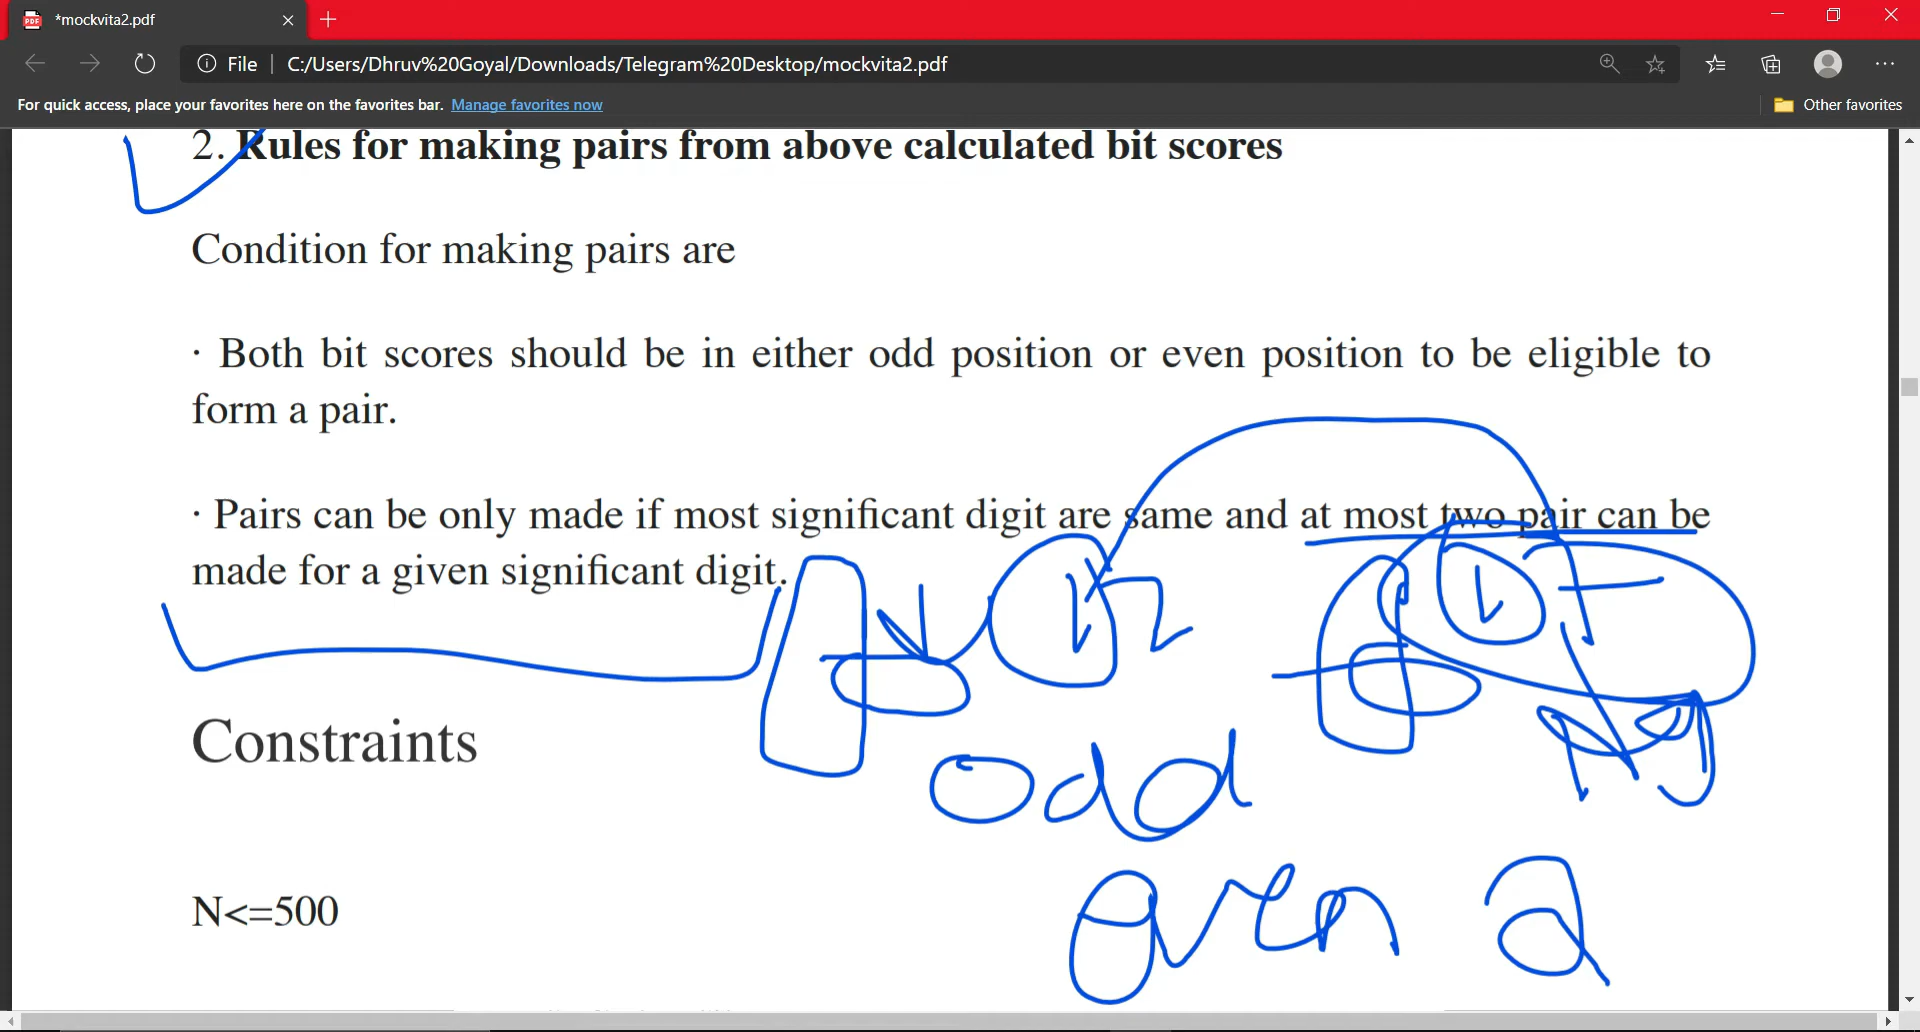 *mockvita2.pdf
File C:/Users/Dhruv%20Goyal/Downloads/Telegram%20Desktop/mockvita2.pdf
For quick access, place your favorites here on the favorites bar. Manage favorites now
Other favorites
2. Rules for making pairs from above calculated bit scores
Condition for making pairs are
· Both bit scores should be in either odd position or even position to be eligible to
form a pair.
· Pairs can be only made if most significant digit are same and at most two pair can be
made for a given significant digit.
Constraints
odd
even 2
N<=500